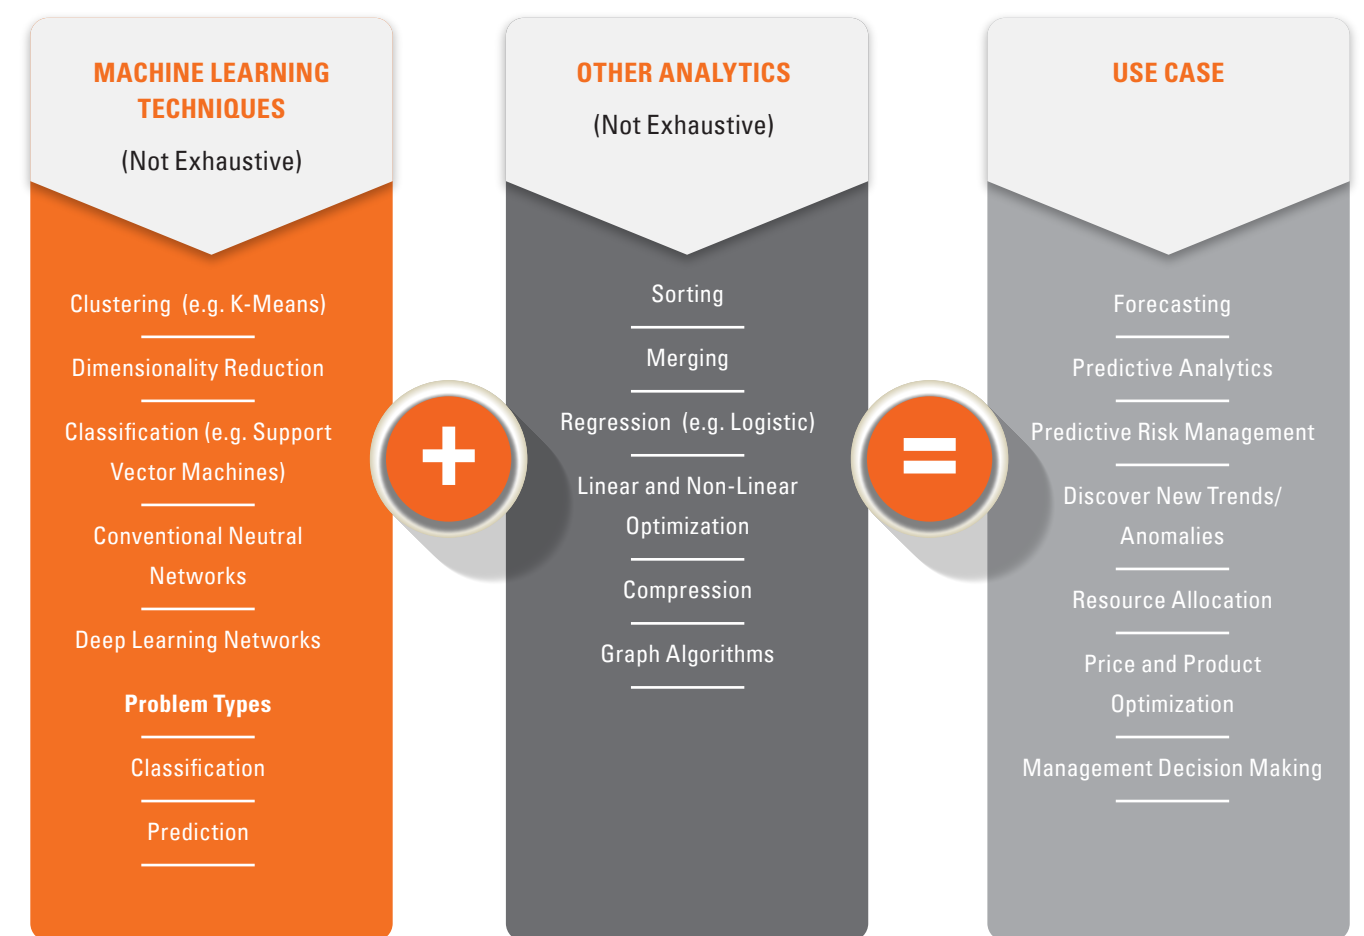 MACHINE LEARNING
TECHNIQUES
(Not Exhaustive)
Clustering (e.g. K-Means)
Dimensionality Reduction
Classification (e.g. Support
Vector Machines)
Conventional Neutral
Networks
Deep Learning Networks
Problem Types
Classification
Prediction
+
OTHER ANALYTICS
(Not Exhaustive)
Sorting
Merging
Regression (e.g. Logistic)
Linear and Non-Linear
Optimization
Compression
Graph Algorithms
=
USE CASE
Forecasting
Predictive Analytics
Predictive Risk Management
Discover New Trends/
Anomalies
Resource Allocation
Price and Product
Optimization
Management Decision Making